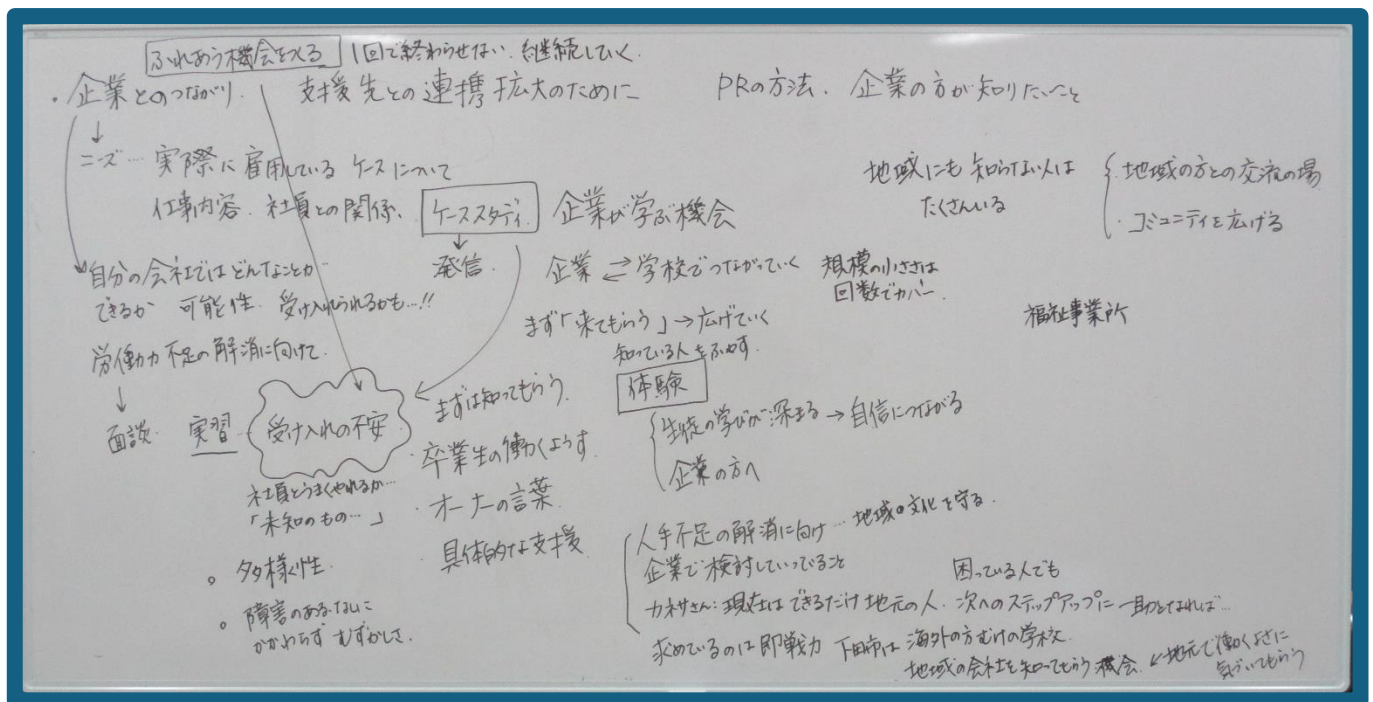 ふれあう機会をつくる 1回で終わらせない、継続していく。
・企業とのつながり 支援先との連携拡大のために PRの方法、企業の方が知りたいこと
↓
ニーズ… 実際に雇用しているケースについて
仕事内容、社員との関係、 ケーススタディ 企業が学ぶ機会
↓
発信
地域にも知らない人は
たくさんいる
・地域の方との交流の場
・コミュニティを広げる
自分の会社ではどんなことが
できるか 可能性、受け入れられるかも…!!
企業 ⇄ 学校でつながっていく 規模の小ささは
回数でカバー
労働力不足の解消に向けて
まず「来てもらう」→広げていく
知っている人をふやす
福祉事業所
↓
面談・実習 受け入れの不安
社員とうまくやれるか…
「未知のもの…」
。多様性
。障害のある・ないに
かかわらず むずかしさ
まずは知ってもらう
・卒業生の働くようす
・オーナーの言葉
・具体的な支援
体験
生徒の学びが深まる→自信につながる
企業の方へ
人手不足の解消に向け…地域の文化を守る
企業で検討していっていること
困っている人でも
カネサさん:現在はできるだけ地元の人、次へのステップアップに一助となれば…
求めているのは即戦力 下田市は海外の方むけの学校
地域の会社を知ってもらう機会 ←地元で働くよさに
気づいてもらう